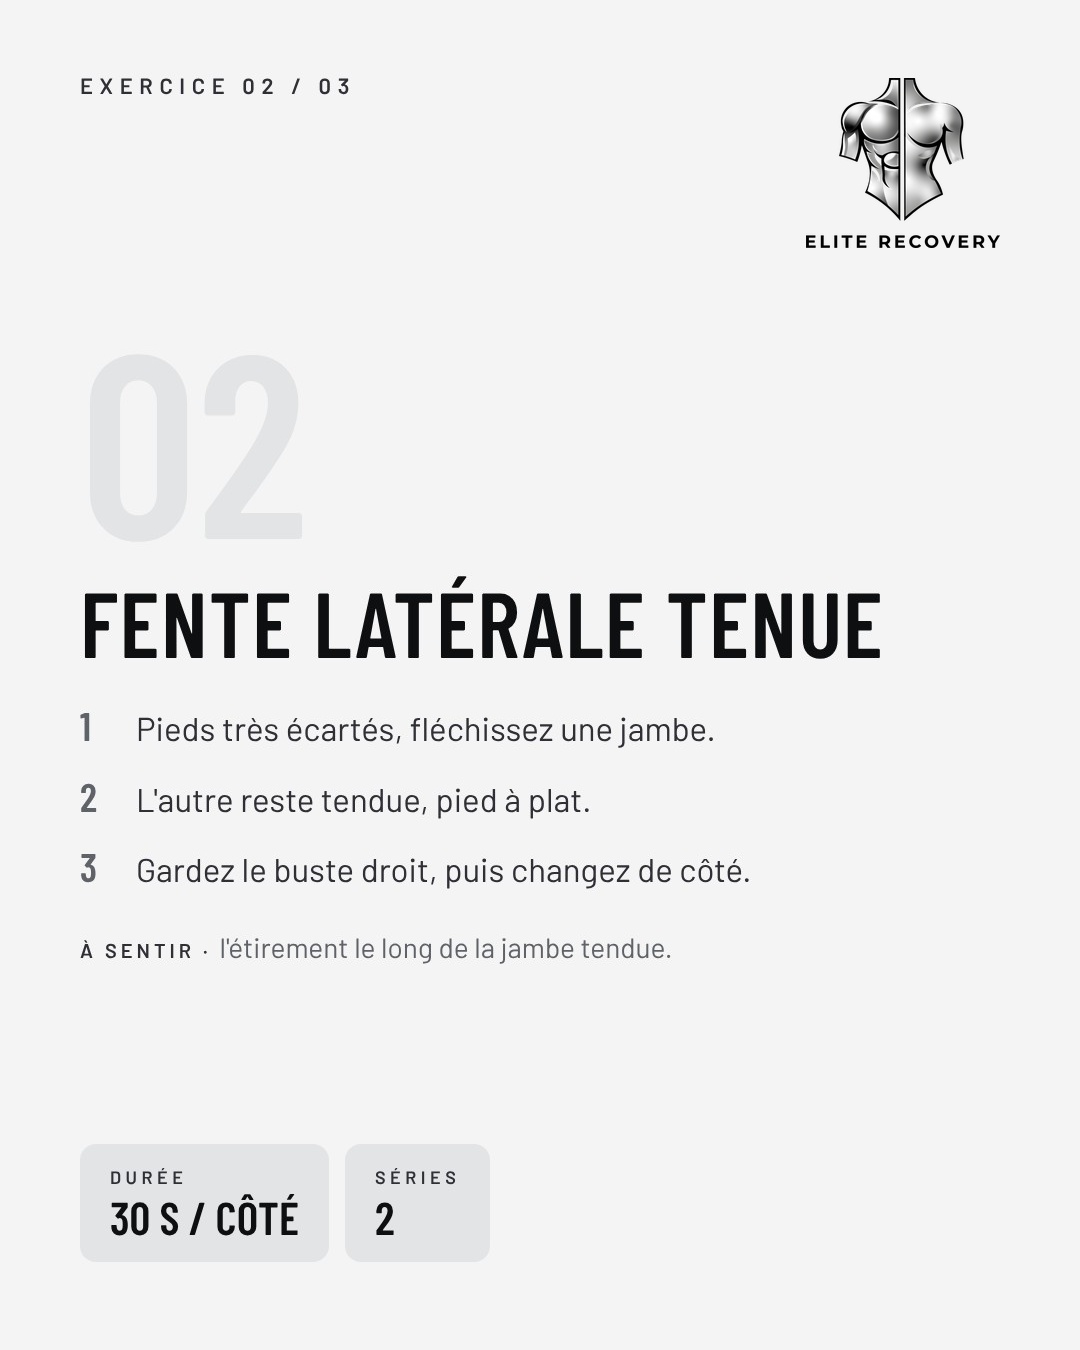 EXERCICE 02 / 03
ELITE RECOVERY
02
FENTE LATÉRALE TENUE
1 Pieds très écartés, fléchissez une jambe.
2 L'autre reste tendue, pied à plat.
3 Gardez le buste droit, puis changez de côté.
À SENTIR · l'étirement le long de la jambe tendue.
DURÉE SÉRIES
30 S / CÔTÉ 2